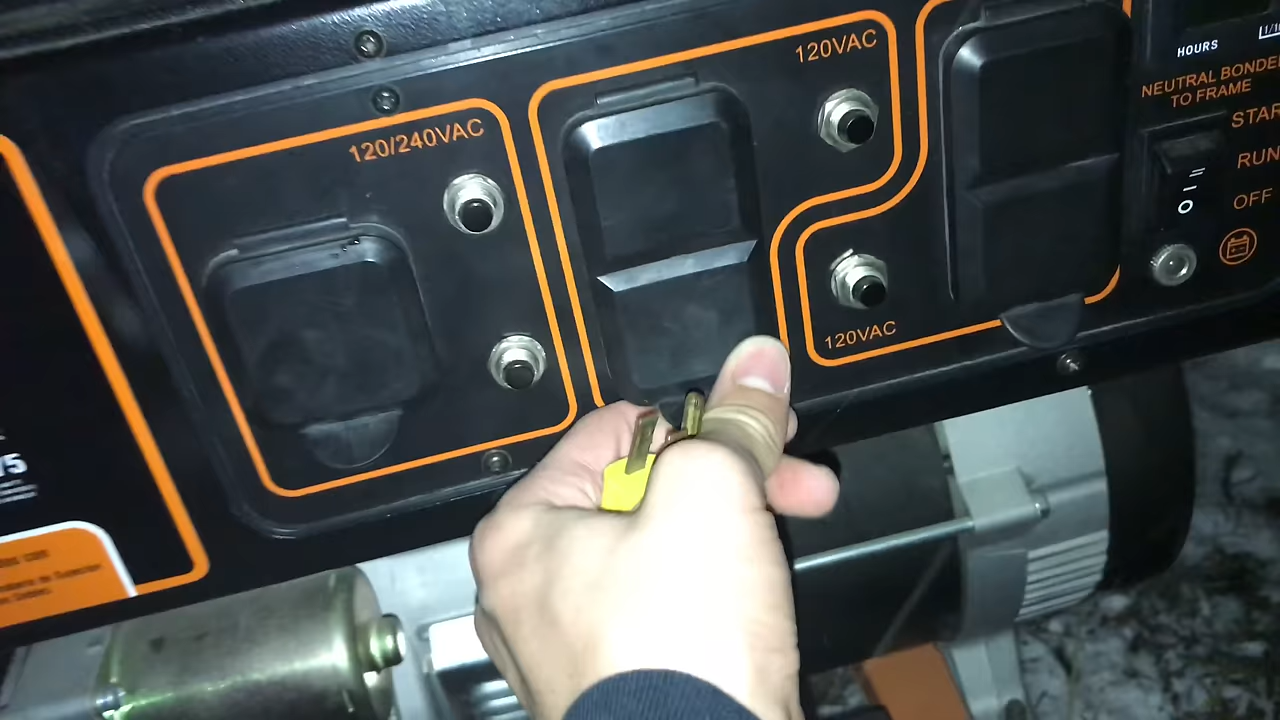 120/240VAC
120VAC
120VAC
HOURS
NEUTRAL BONDED
TO FRAME
STAR
RUN
OFF